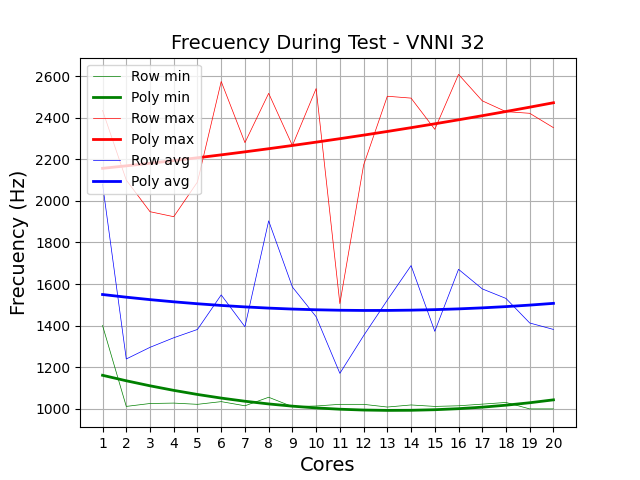 Frecuency During Test - VNNI 32
Row min
Poly min
Row max
Poly max
Row avg
Poly avg
2600
2400
2200
2000
1800
1600
1400
1200
1000
Frecuency (Hz)
1 2 3 4 5 6 7 8 9 10 11 12 13 14 15 16 17 18 19 20
Cores